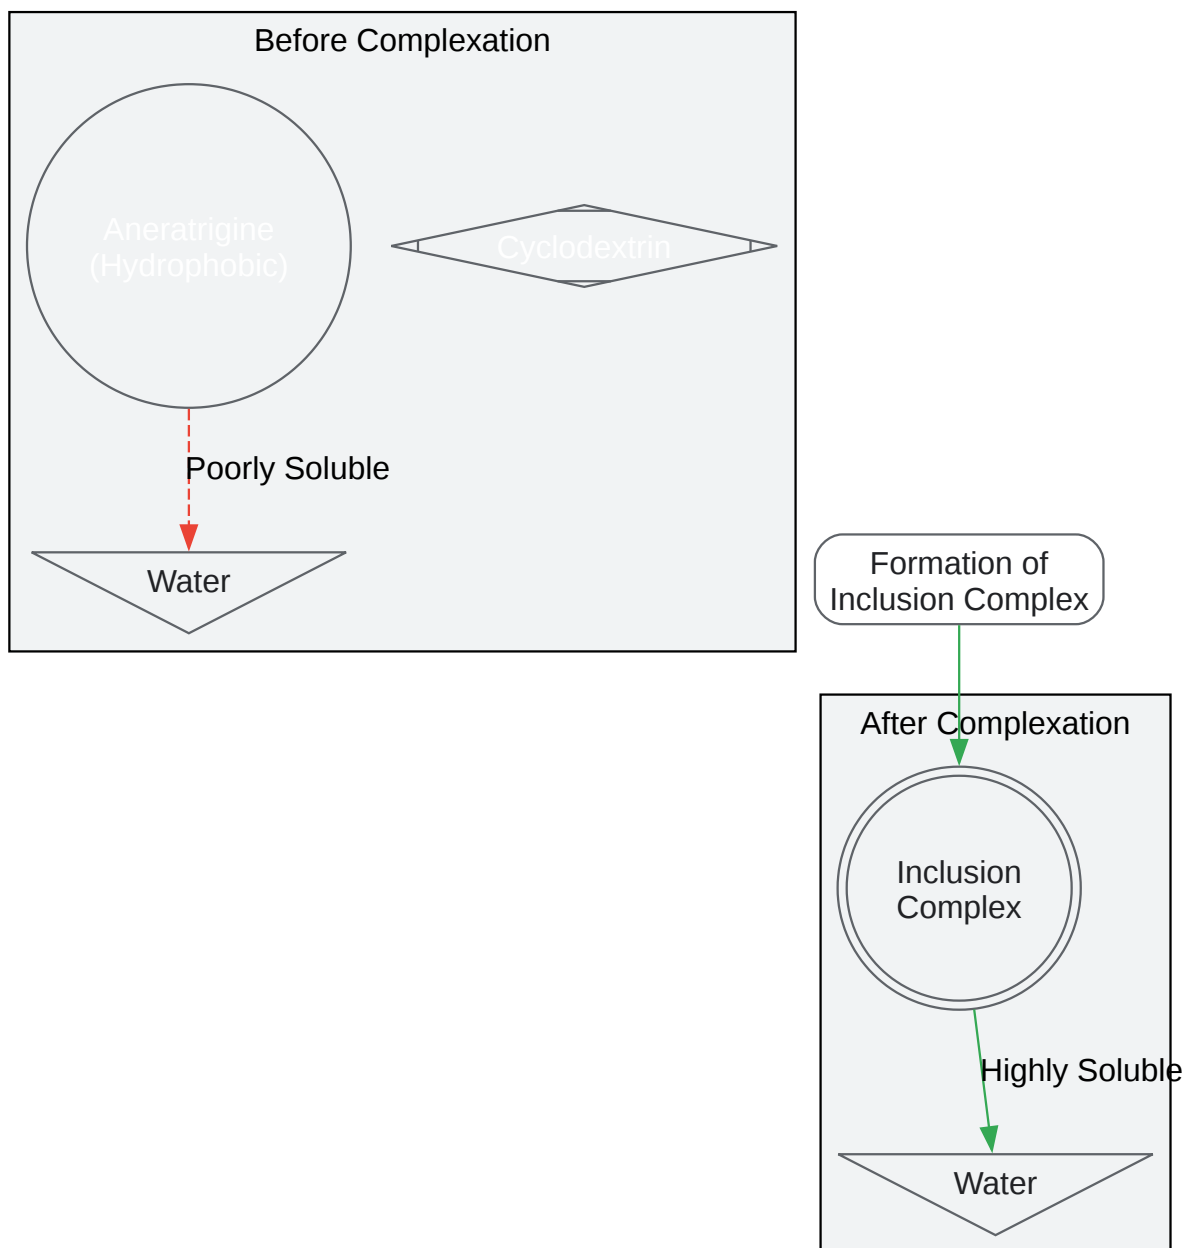 Before Complexation
Aneratrigine
(Hydrophobic)
Cyclodextrin
Poorly Soluble
Water
Formation of
Inclusion Complex
After Complexation
Inclusion
Complex
Highly Soluble
Water